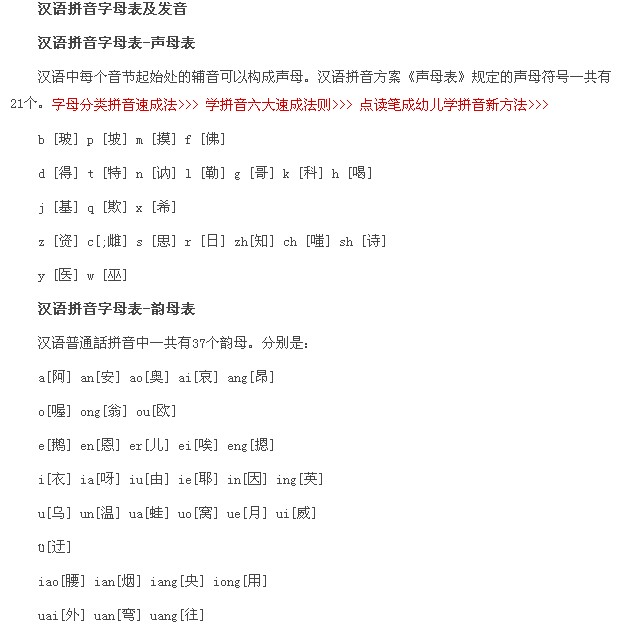 汉语拼音字母表及发音
汉语拼音字母表-声母表
汉语中每个音节起始处的辅音可以构成声母。汉语拼音方案《声母表》规定的声母符号一共有
21个。字母分类拼音速成法>>> 学拼音六大速成法则>>> 点读笔成幼儿学拼音新方法>>>
b [玻] p [坡] m [摸] f [佛]
d [得] t [特] n [讷] l [勒] g [哥] k [科] h [喝]
j [基] q [欺] x [希]
z [资] c[;雌] s [思] r [日] zh[知] ch [嗤] sh [诗]
y [医] w [巫]
汉语拼音字母表-韵母表
汉语普通話拼音中一共有37个韵母。分别是：
a[阿] an[安] ao[奥] ai[哀] ang[昂]
o[喔] ong[翁] ou[欧]
e[鹅] en[恩] er[儿] ei[唉] eng[摁]
i[衣] ia[呀] iu[由] ie[耶] in[因] ing[英]
u[乌] un[温] ua[蛙] uo[窝] ue[月] ui[威]
ü[迂]
iao[腰] ian[烟] iang[央] iong[用]
uai[外] uan[弯] uang[往]